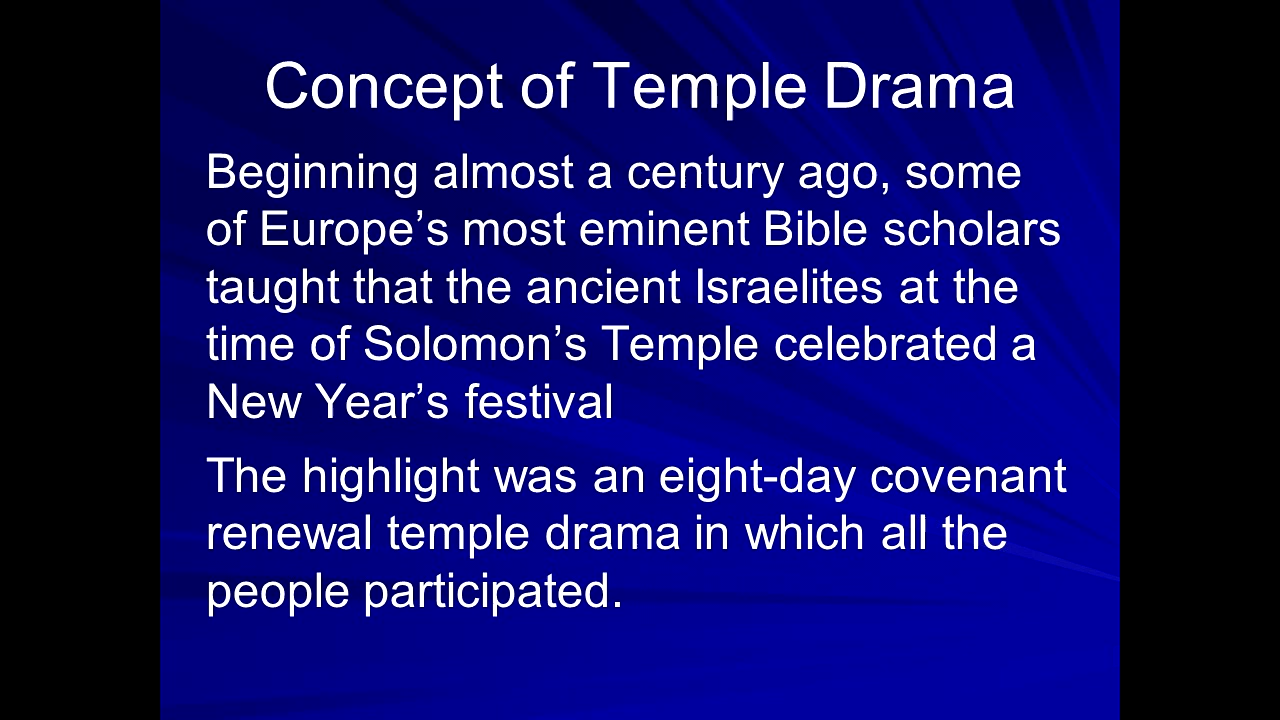 Concept of Temple Drama
Beginning almost a century ago, some
of Europe’s most eminent Bible scholars
taught that the ancient Israelites at the
time of Solomon’s Temple celebrated a
New Year’s festival
The highlight was an eight-day covenant
renewal temple drama in which all the
people participated.